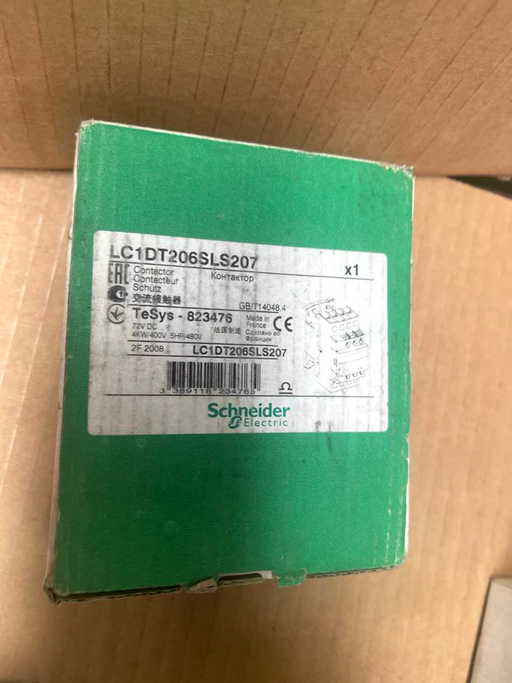 LC1DT206SLS207
x1
EAC Contactor Контактор
Contacteur
Schütz
交流接触器
GB/T14048.4
TeSys - 823476
Made in France
法国制造 Сделано во Франции
CE
72V DC
4KW/400V 5HP/480V
2F 2008 LC1DT206SLS207
3 389118 234768
Schneider
Electric